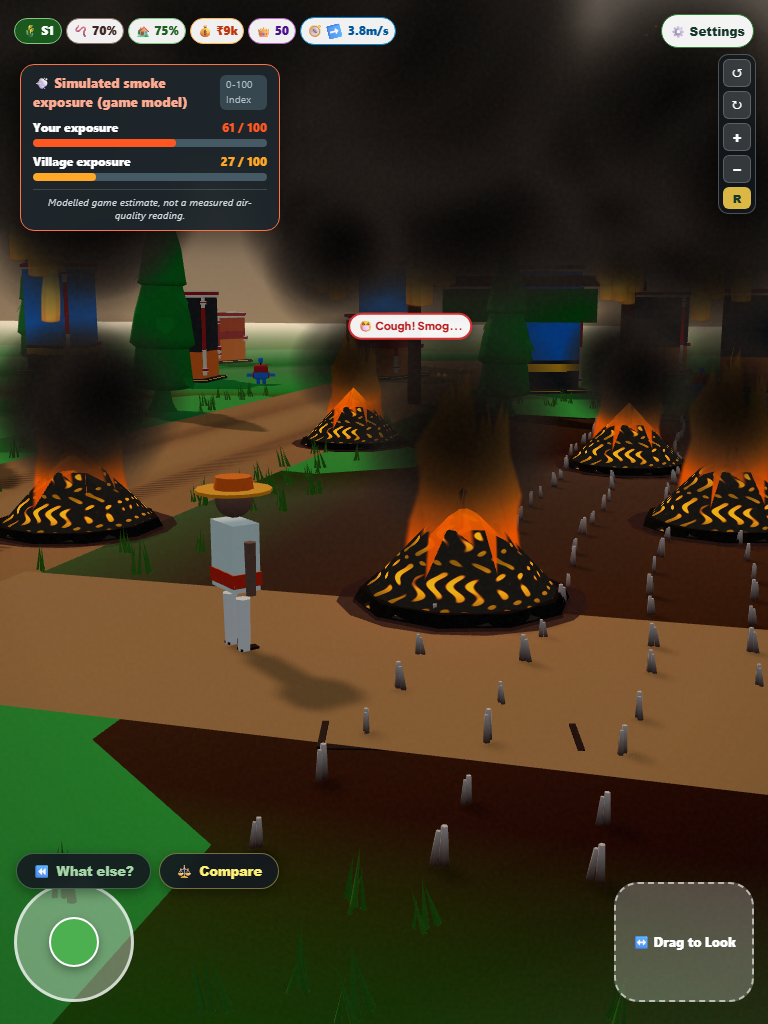 S1 70% 75% ₹9k 50 3.8m/s Settings
Simulated smoke exposure (game model)
0-100 Index
Your exposure 61 / 100
Village exposure 27 / 100
Modelled game estimate, not a measured air-
quality reading.
↺
↻
+
−
R
Cough! Smog...
What else? Compare
Drag to Look